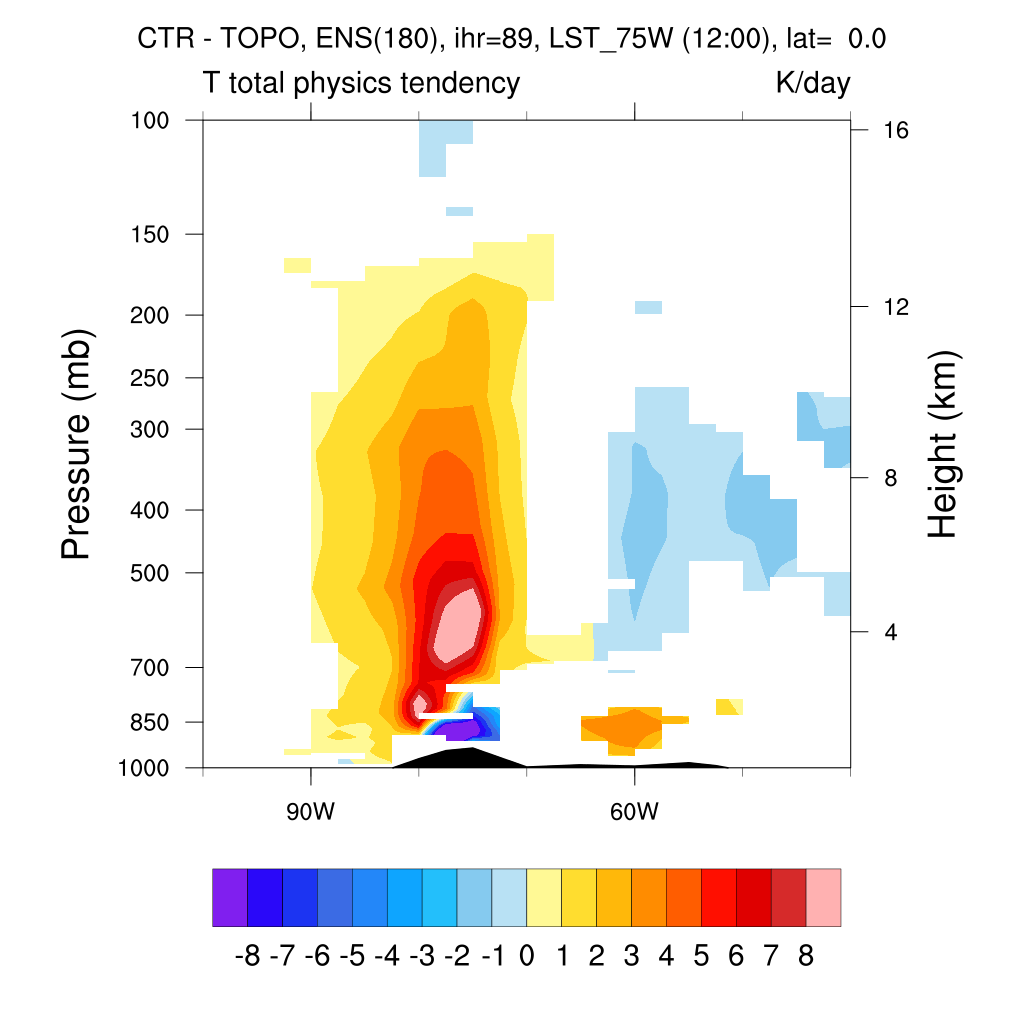 CTR - TOPO, ENS(180), ihr=89, LST_75W (12:00), lat=  0.0
T total physics tendency
K/day
100
150
200
250
300
400
500
700
850
1000
Pressure (mb)
16
12
8
4
Height (km)
90W
60W
-8 -7 -6 -5 -4 -3 -2 -1 0 1 2 3 4 5 6 7 8